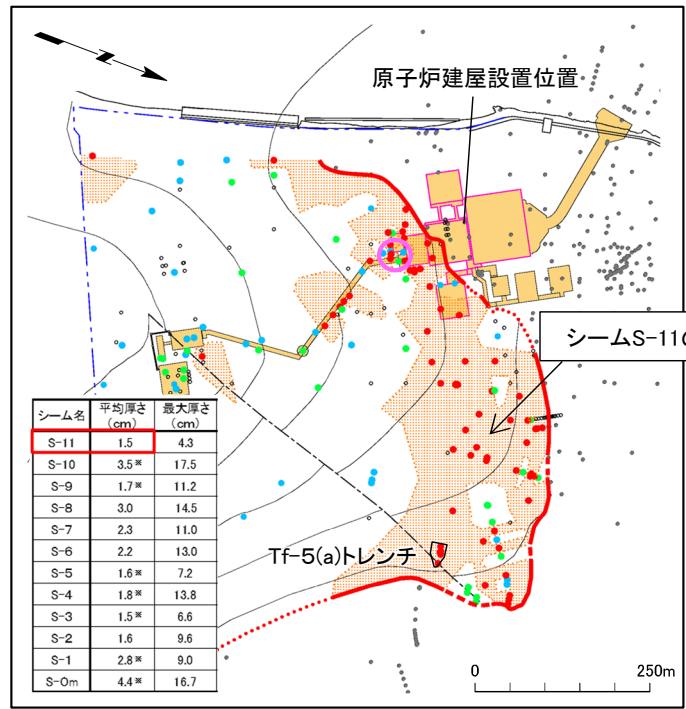 原子炉建屋設置位置
シームS-11
シーム名 平均厚さ(cm) 最大厚さ(cm)
S-11 1.5 4.3
S-10 3.5※ 17.5
S-9 1.7※ 11.2
S-8 3.0 14.5
S-7 2.3 11.0
S-6 2.2 13.0
S-5 1.6※ 7.2
S-4 1.8※ 13.8
S-3 1.5※ 6.6
S-2 1.6 9.6
S-1 2.8※ 9.0
S-0m 4.4※ 16.7
Tf-5(a)トレンチ
0 250m